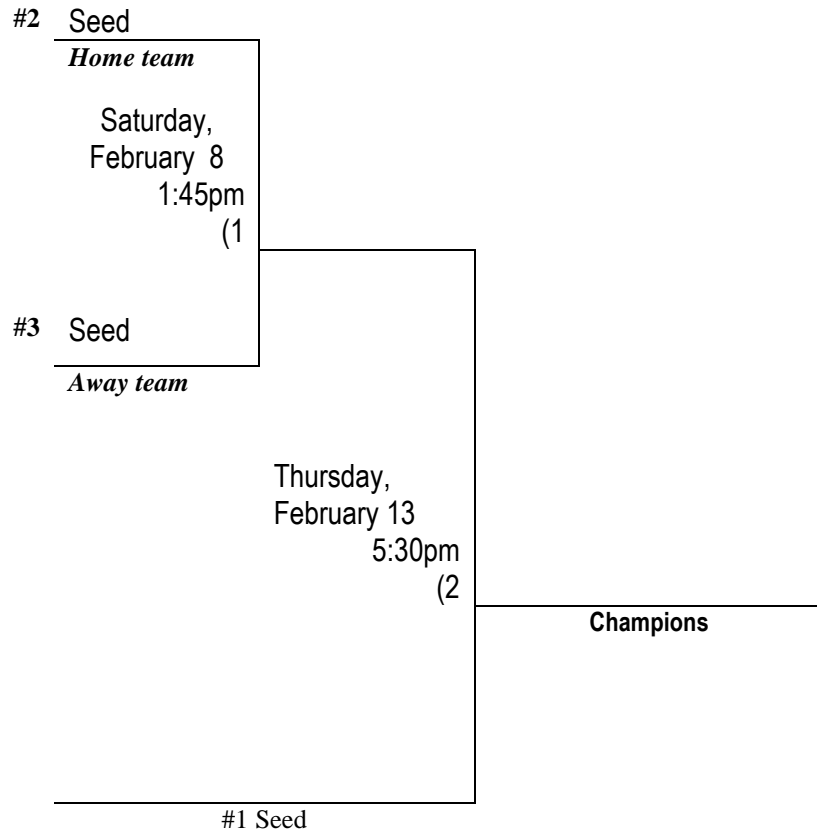 #2 Seed
Home team
Saturday,
February 8
1:45pm
(1
#3 Seed
Away team
Thursday,
February 13
5:30pm
(2
Champions
#1 Seed